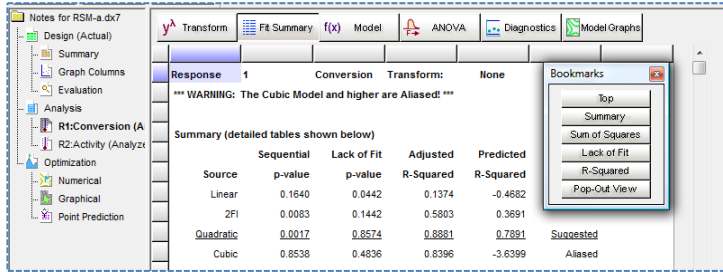 Notes for RSM-a.dx7
Design (Actual)
Summary
Graph Columns
Evaluation
Analysis
R1:Conversion (A
R2:Activity (Analyze
Optimization
Numerical
Graphical
Point Prediction
yλ Transform Fit Summary f(x) Model ANOVA Diagnostics Model Graphs
Response 1 Conversion Transform: None
*** WARNING: The Cubic Model and higher are Aliased! ***
Summary (detailed tables shown below)
Sequential Lack of Fit Adjusted Predicted
Source p-value p-value R-Squared R-Squared
Linear 0.1640 0.0442 0.1374 -0.4682
2FI 0.0083 0.1442 0.5803 0.3691
Quadratic 0.0017 0.8574 0.8881 0.7891 Suggested
Cubic 0.8538 0.4836 0.8396 -3.6399 Aliased
Bookmarks
Top
Summary
Sum of Squares
Lack of Fit
R-Squared
Pop-Out View